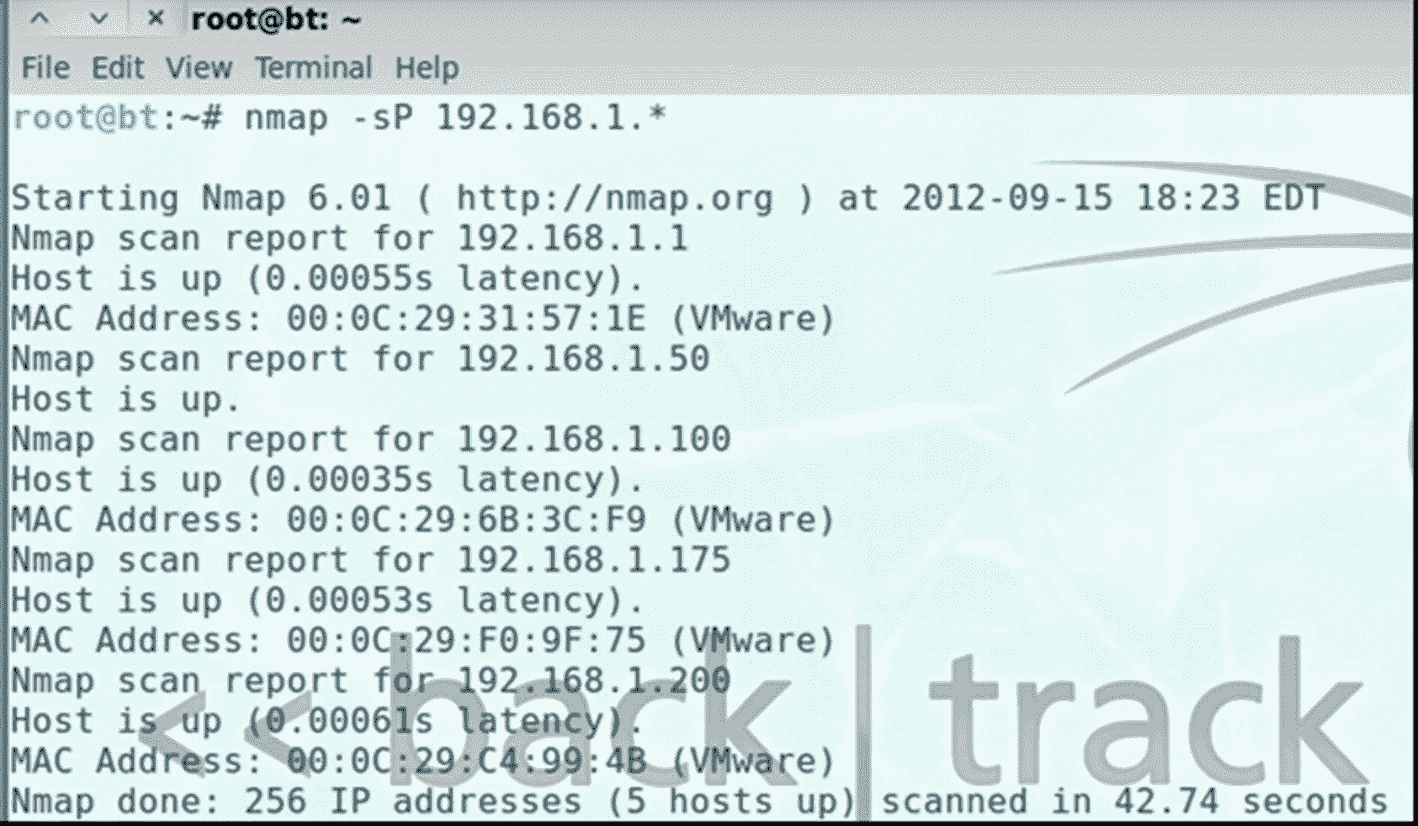 root@bt: ~
File Edit View Terminal Help
root@bt:~# nmap -sP 192.168.1.*
Starting Nmap 6.01 ( http://nmap.org ) at 2012-09-15 18:23 EDT
Nmap scan report for 192.168.1.1
Host is up (0.00055s latency).
MAC Address: 00:0C:29:31:57:1E (VMware)
Nmap scan report for 192.168.1.50
Host is up.
Nmap scan report for 192.168.1.100
Host is up (0.00035s latency).
MAC Address: 00:0C:29:6B:3C:F9 (VMware)
Nmap scan report for 192.168.1.175
Host is up (0.00053s latency).
MAC Address: 00:0C:29:F0:9F:75 (VMware)
Nmap scan report for 192.168.1.200
Host is up (0.00061s latency).
MAC Address: 00:0C:29:C4:99:4B (VMware)
Nmap done: 256 IP addresses (5 hosts up) scanned in 42.74 seconds
<< back | track